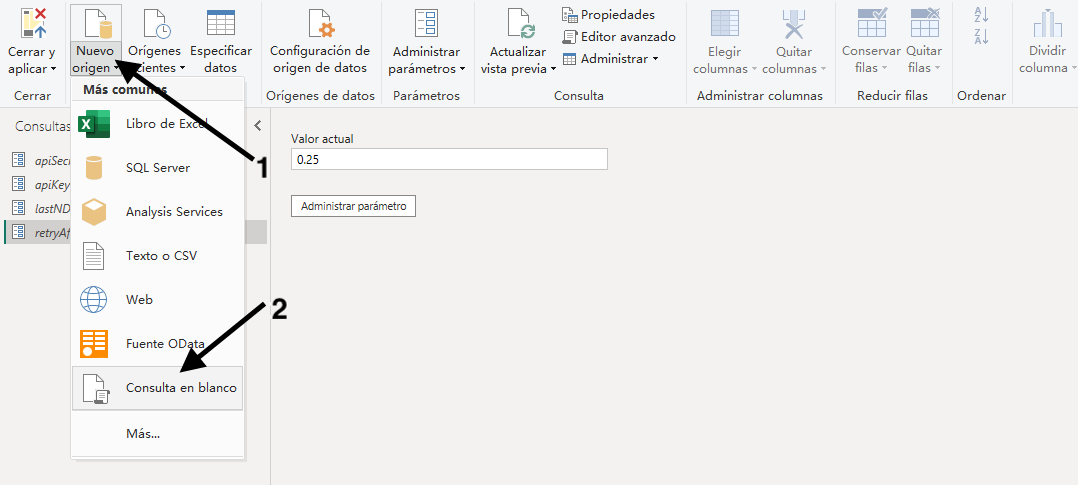 Cerrar y
aplicar
Cerrar
Nuevo
origen
Orígenes
cientes
Especificar
datos
Configuración de
origen de datos
Orígenes de datos
Administrar
parámetros
Parámetros
Actualizar
vista previa
Propiedades
Editor avanzado
Administrar
Consulta
Elegir
columnas
Quitar
columnas
Administrar columnas
Conservar
filas
Quitar
filas
Reducir filas
A
Z
Z
A
Ordenar
Dividir
columna
Más comunes
Libro de Excel
SQL Server
Analysis Services
Texto o CSV
Web
Fuente OData
Consulta en blanco
Más...
1
2
Consultas
apiSec
apiKey
lastND
retryAf
Valor actual
0.25
Administrar parámetro